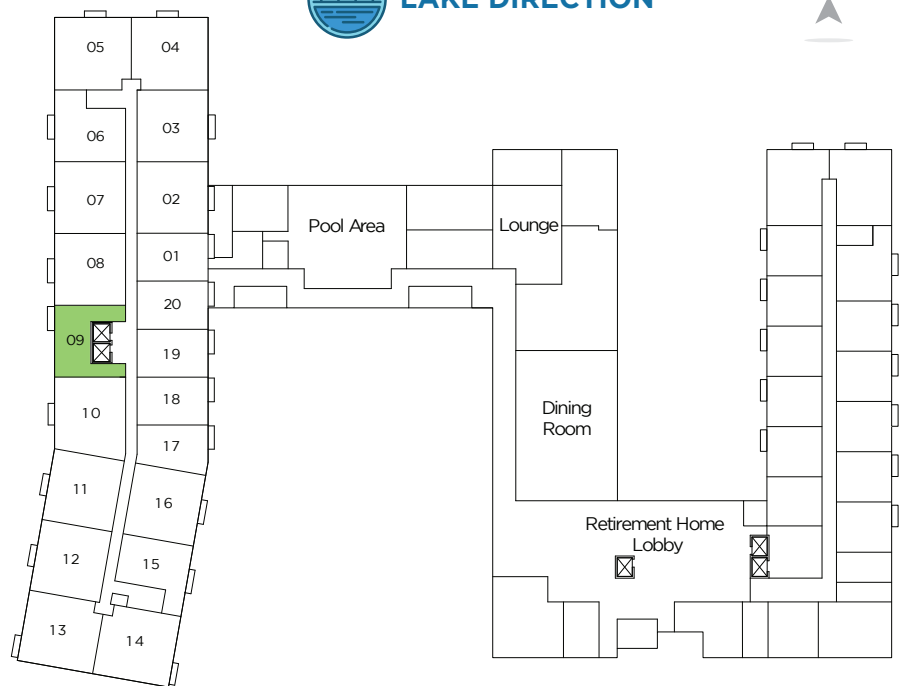 LAKE DIRECTION
05
04
06
03
07
02
Pool Area
Lounge
08
01
20
09
19
10
18
Dining
Room
17
11
16
Retirement Home
Lobby
12
15
13
14